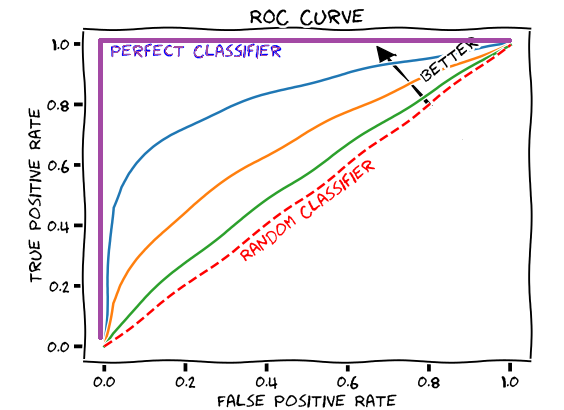 ROC CURVE
PERFECT CLASSIFIER
BETTER
RANDOM CLASSIFIER
TRUE POSITIVE RATE
1.0
0.8
0.6
0.4
0.2
0.0
0.0 0.2 0.4 0.6 0.8 1.0
FALSE POSITIVE RATE